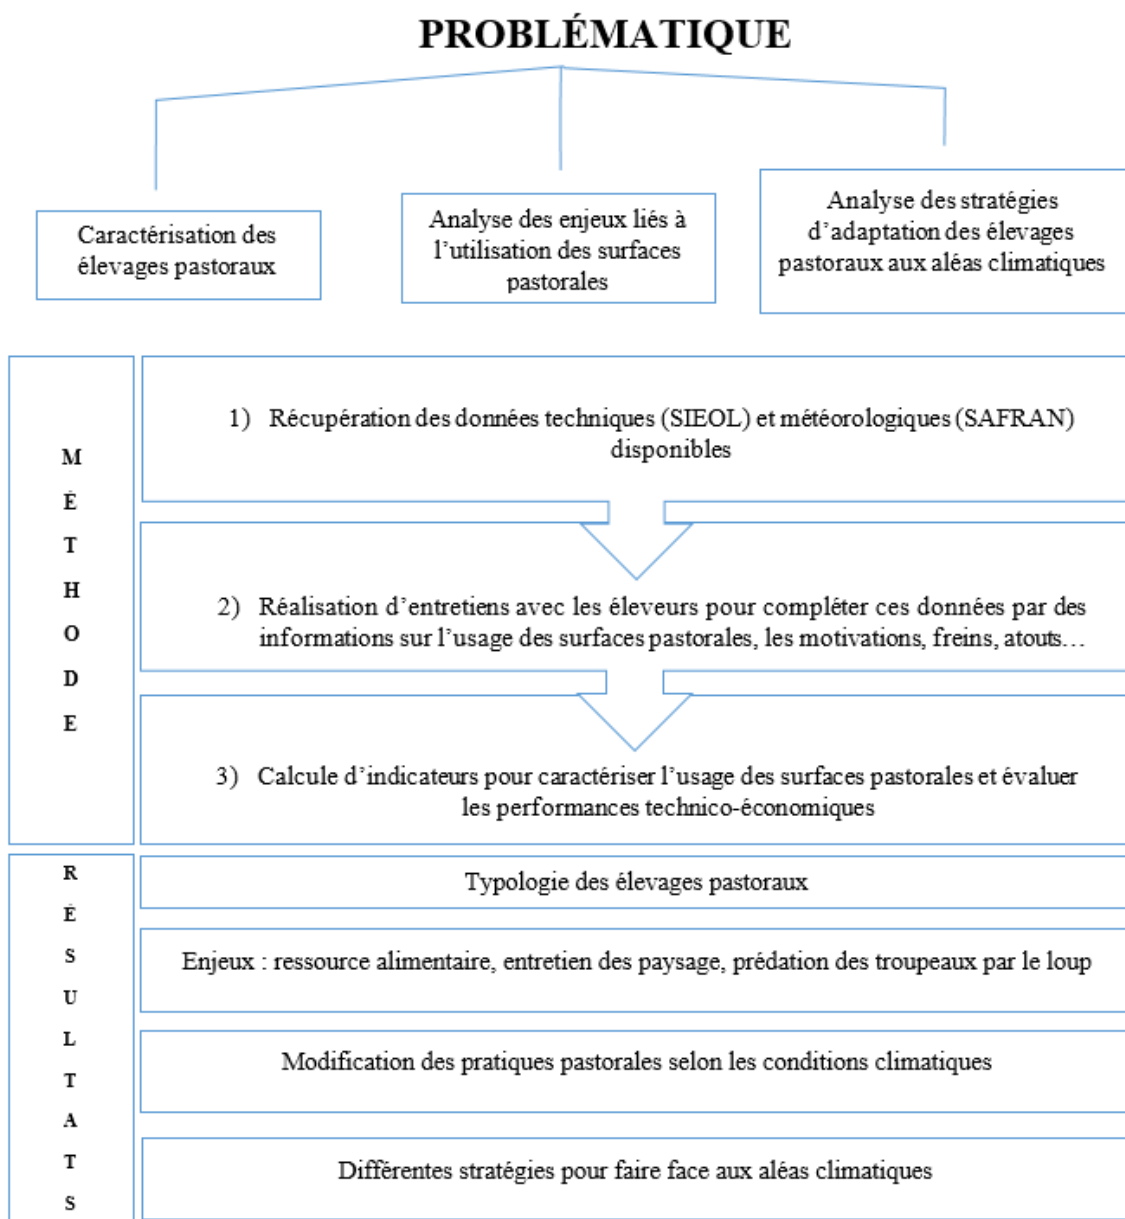 PROBLÉMATIQUE
Caractérisation des
élevages pastoraux
Analyse des enjeux liés à
l’utilisation des surfaces
pastorales
Analyse des stratégies
d’adaptation des élevages
pastoraux aux aléas climatiques
M
É
T
H
O
D
E
1) Récupération des données techniques (SIEOL) et météorologiques (SAFRAN)
disponibles
2) Réalisation d’entretiens avec les éleveurs pour compléter ces données par des
informations sur l’usage des surfaces pastorales, les motivations, freins, atouts…
3) Calcule d’indicateurs pour caractériser l’usage des surfaces pastorales et évaluer
les performances technico-économiques
R
É
S
U
L
T
A
T
S
Typologie des élevages pastoraux
Enjeux : ressource alimentaire, entretien des paysage, prédation des troupeaux par le loup
Modification des pratiques pastorales selon les conditions climatiques
Différentes stratégies pour faire face aux aléas climatiques